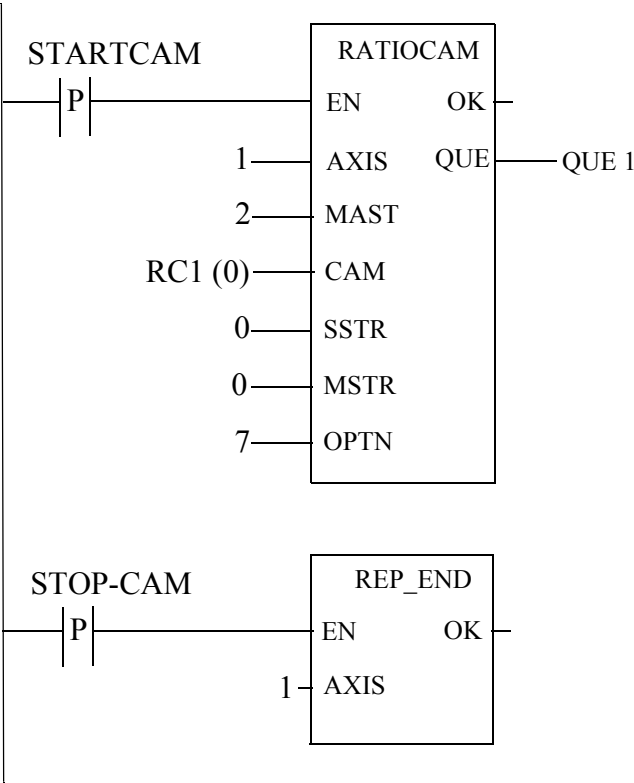 STARTCAM
RATIOCAM
P
EN OK
1 AXIS QUE QUE 1
2 MAST
RC1 (0) CAM
0 SSTR
0 MSTR
7 OPTN
STOP-CAM
REP_END
P
EN OK
1 AXIS